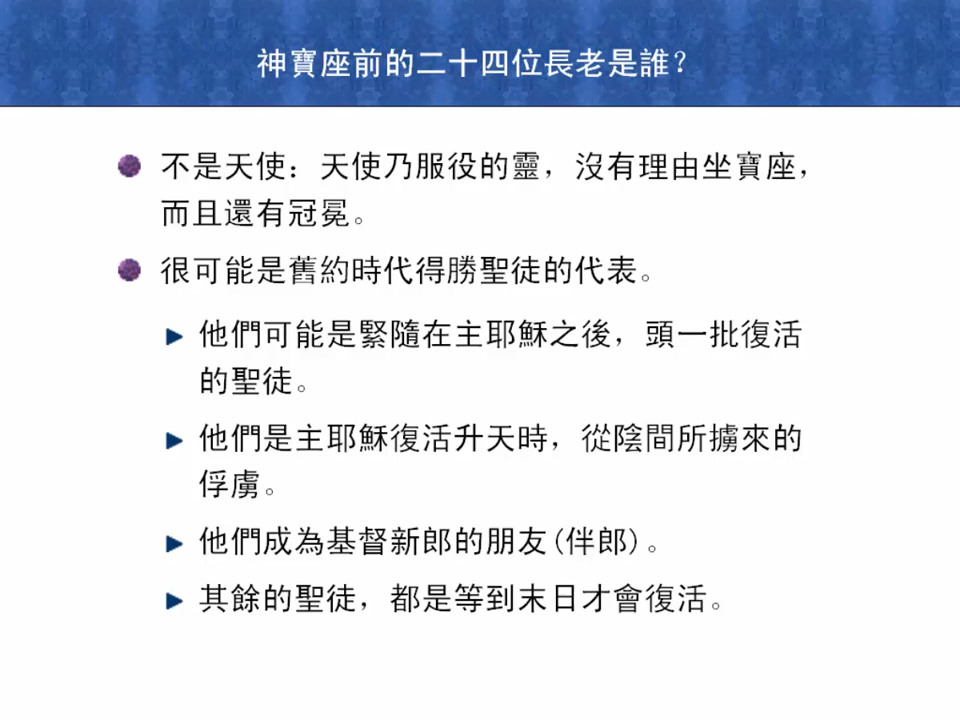 神寶座前的二十四位長老是誰？
不是天使：天使乃服役的靈，沒有理由坐寶座，
而且還有冠冕。
很可能是舊約時代得勝聖徒的代表。
他們可能是緊隨在主耶穌之後，頭一批復活
的聖徒。
他們是主耶穌復活升天時，從陰間所擄來的
俘虜。
他們成為基督新郎的朋友(伴郎)。
其餘的聖徒，都是等到末日才會復活。